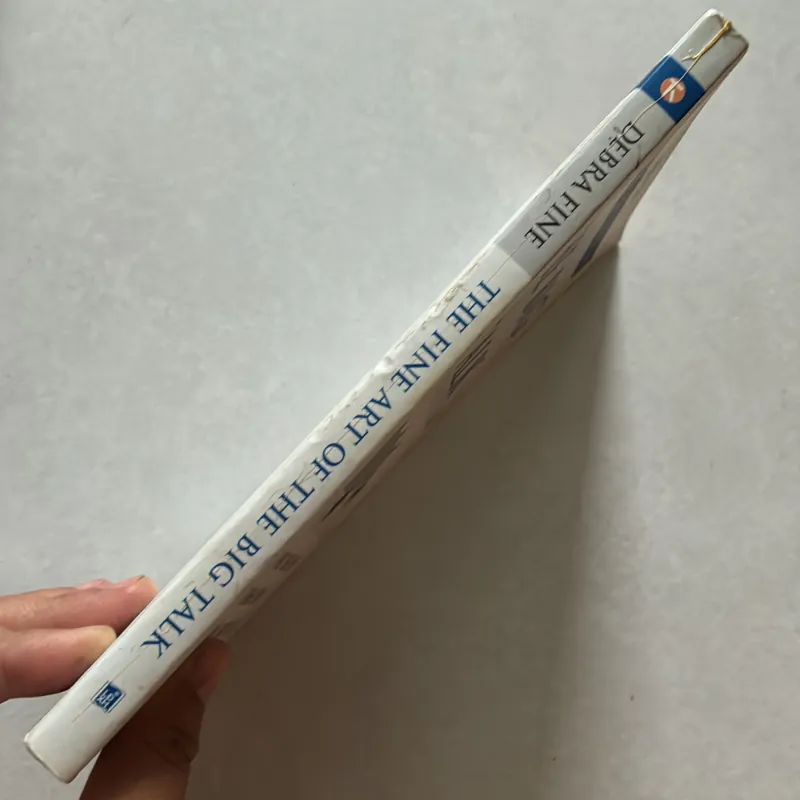 DEBRA FINE
THE FINE ART OF THE BIG TALK